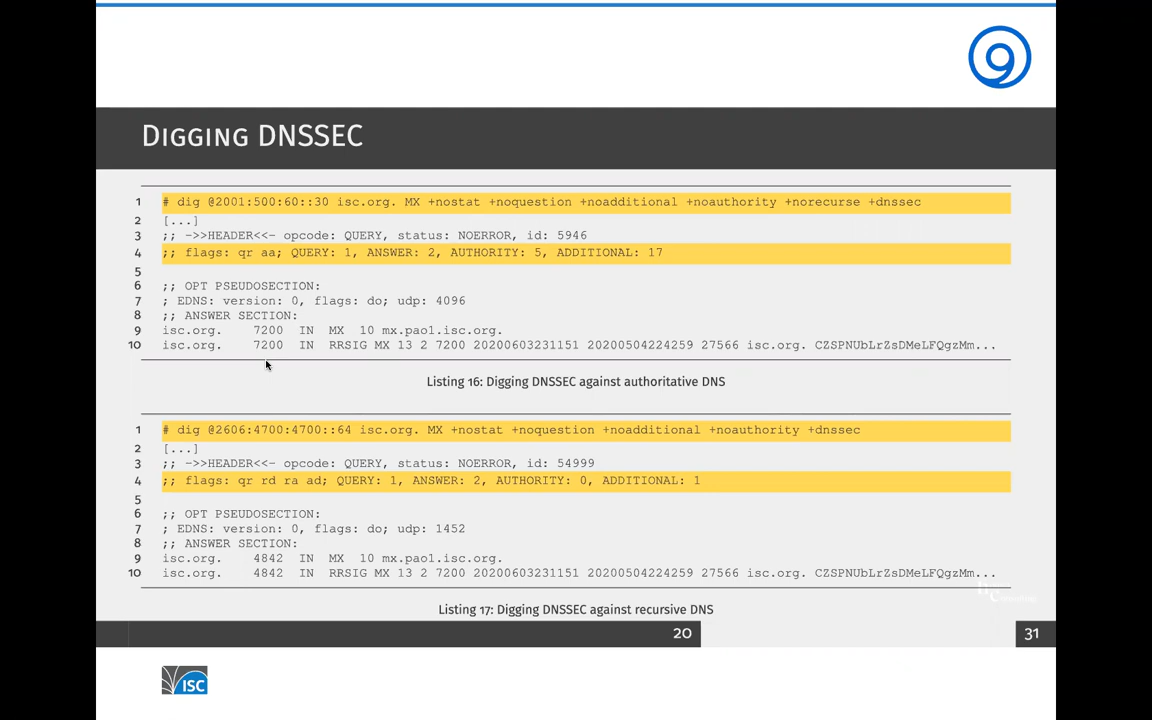 9
Digging DNSSEC
1 # dig @2001:500:60::30 isc.org. MX +nostat +noquestion +noadditional +noauthority +norecurse +dnssec
2 [...]
3 ;; ->>HEADER<<- opcode: QUERY, status: NOERROR, id: 5946
4 ;; flags: qr aa; QUERY: 1, ANSWER: 2, AUTHORITY: 5, ADDITIONAL: 17
5
6 ;; OPT PSEUDOSECTION:
7 ; EDNS: version: 0, flags: do; udp: 4096
8 ;; ANSWER SECTION:
9 isc.org. 7200 IN MX 10 mx.pao1.isc.org.
10 isc.org. 7200 IN RRSIG MX 13 2 7200 20200603231151 20200504224259 27566 isc.org. CZSPNUbLrZsDMeLFQgzMm...
Listing 16: Digging DNSSEC against authoritative DNS
1 # dig @2606:4700:4700::64 isc.org. MX +nostat +noquestion +noadditional +noauthority +dnssec
2 [...]
3 ;; ->>HEADER<<- opcode: QUERY, status: NOERROR, id: 54999
4 ;; flags: qr rd ra ad; QUERY: 1, ANSWER: 2, AUTHORITY: 0, ADDITIONAL: 1
5
6 ;; OPT PSEUDOSECTION:
7 ; EDNS: version: 0, flags: do; udp: 1452
8 ;; ANSWER SECTION:
9 isc.org. 4842 IN MX 10 mx.pao1.isc.org.
10 isc.org. 4842 IN RRSIG MX 13 2 7200 20200603231151 20200504224259 27566 isc.org. CZSPNUbLrZsDMeLFQgzMm...
Listing 17: Digging DNSSEC against recursive DNS
20
31
ISC